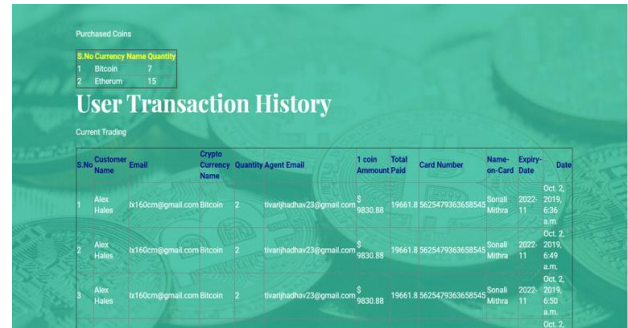 Purchased Coins
S.No Currency Name Quantity
1 Bitcoin 7
2 Etherum 15
User Transaction History
Current Trading
S.No Customer Name Email Crypto Currency Name Quantity Agent Email 1 coin Ammount Total Paid Card Number Name-on-Card Expiry-Date Date
1 Alex Hales lx160cm@gmail.com Bitcoin 2 tivarijhadhav23@gmail.com $ 9830.88 19661.8 5625479363658545 Sonali Mithra 2022-11 Oct. 2, 2019, 6:36 a.m.
2 Alex Hales lx160cm@gmail.com Bitcoin 2 tivarijhadhav23@gmail.com $ 9830.88 19661.8 5625479363658545 Sonali Mithra 2022-11 Oct. 2, 2019, 6:49 a.m.
3 Alex Hales lx160cm@gmail.com Bitcoin 2 tivarijhadhav23@gmail.com $ 9830.88 19661.8 5625479363658545 Sonali Mithra 2022-11 Oct. 2, 2019, 6:50 a.m.
Oct. 2,